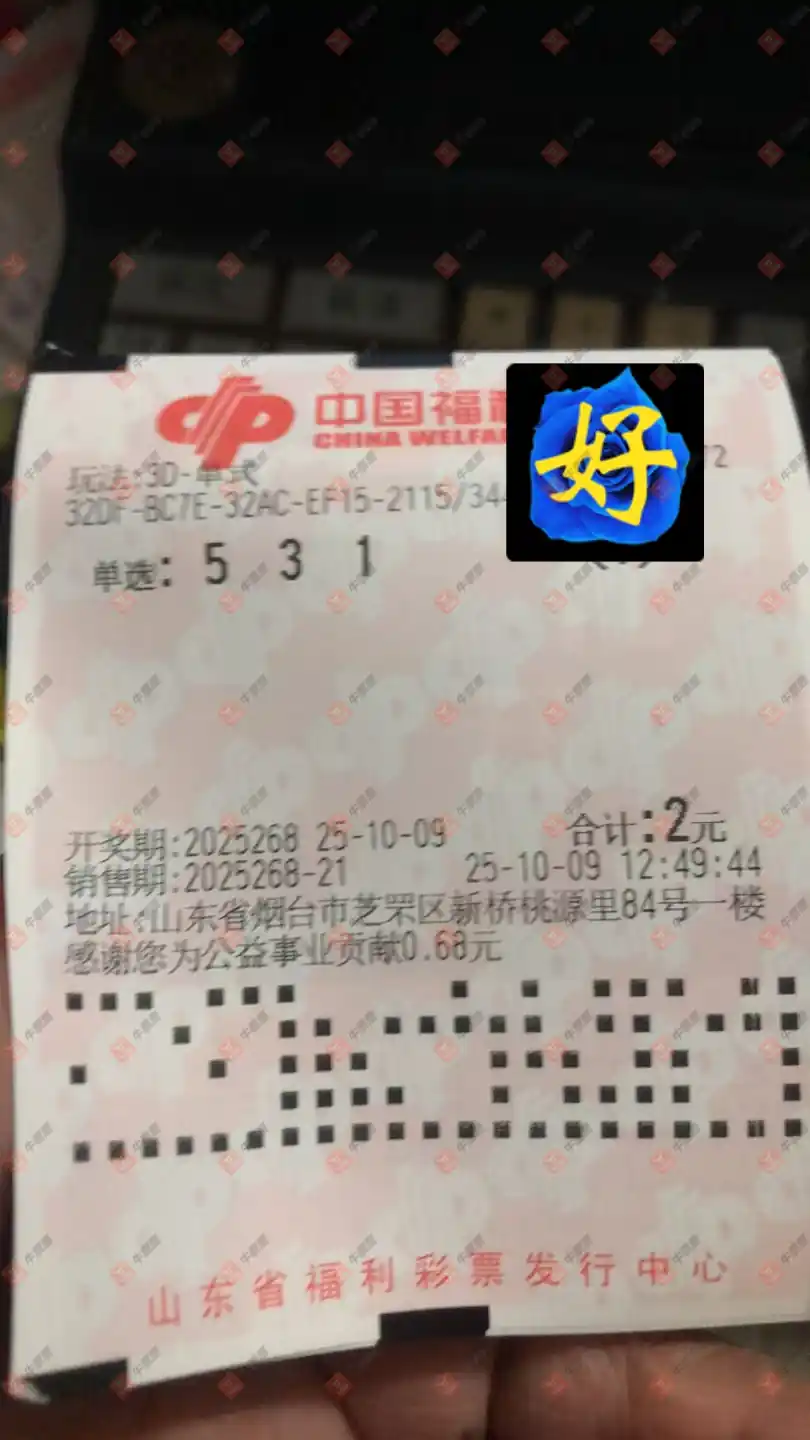 中国福
CHINA WELFA
好
玩法:3D-单式
72
32DF-BC7E-32AC-EF15-2115/34
单选: 5 3 1
合计:2元
开奖期:2025268 25-10-09
销售期:2025268-21 25-10-09 12:49:44
地址:山东省烟台市芝罘区新桥桃源里84号一楼
感谢您为公益事业贡献0.68元
山东省福利彩票发行中心